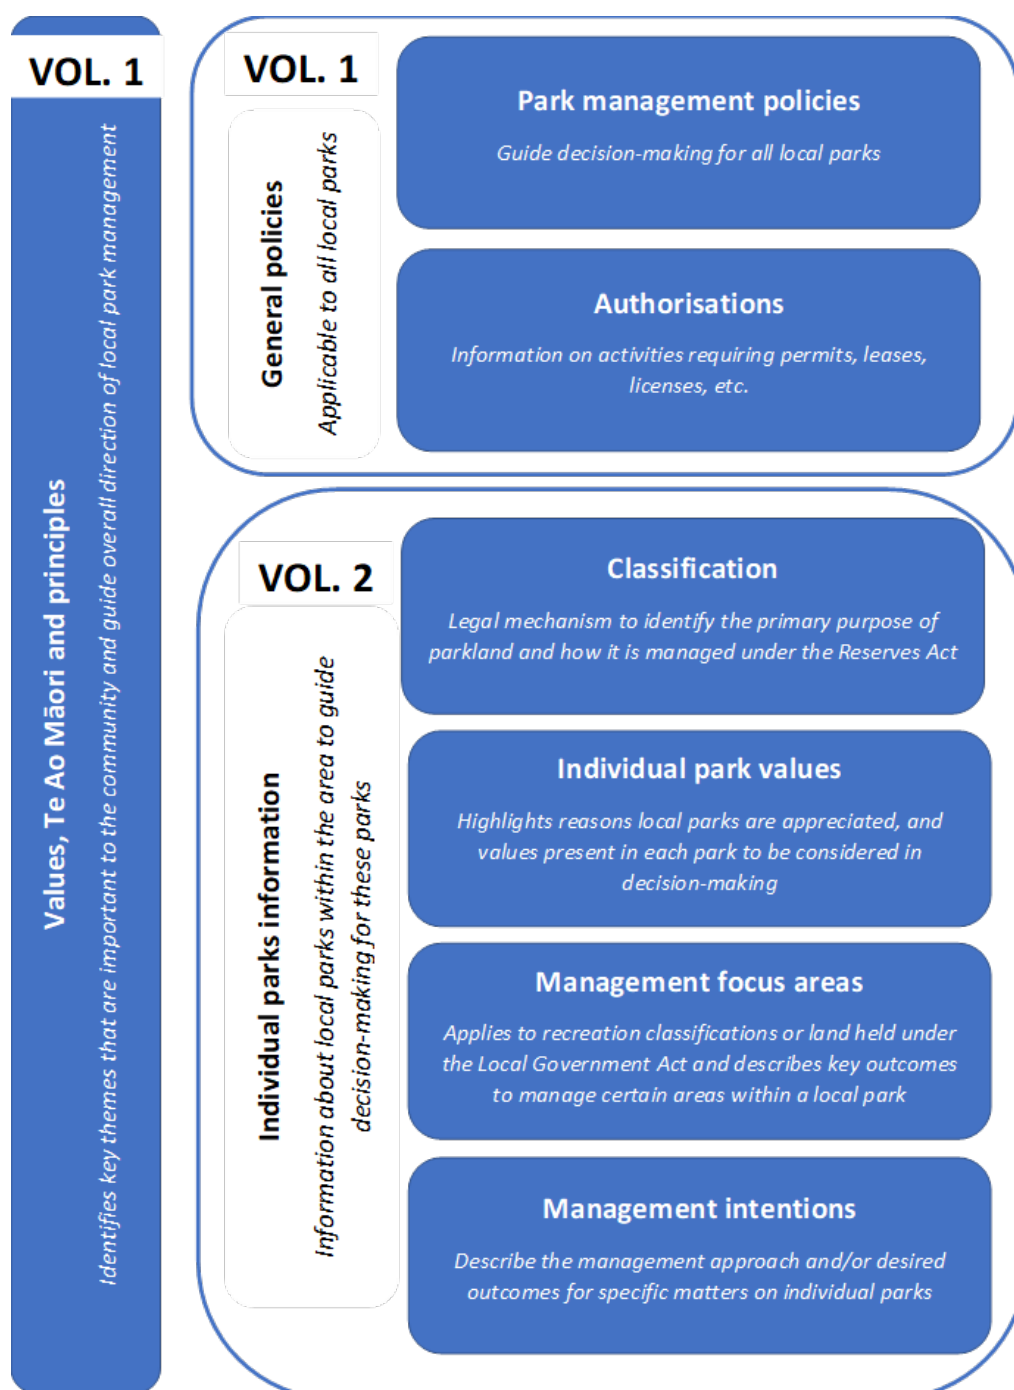 VOL. 1
Values, Te Ao Māori and principles
Identifies key themes that are important to the community and guide overall direction of local park management
VOL. 1
General policies
Applicable to all local parks
Park management policies
Guide decision-making for all local parks
Authorisations
Information on activities requiring permits, leases,
licenses, etc.
VOL. 2
Individual parks information
Information about local parks within the area to guide
decision-making for these parks
Classification
Legal mechanism to identify the primary purpose of
parkland and how it is managed under the Reserves Act
Individual park values
Highlights reasons local parks are appreciated, and
values present in each park to be considered in
decision-making
Management focus areas
Applies to recreation classifications or land held under
the Local Government Act and describes key outcomes
to manage certain areas within a local park
Management intentions
Describe the management approach and/or desired
outcomes for specific matters on individual parks